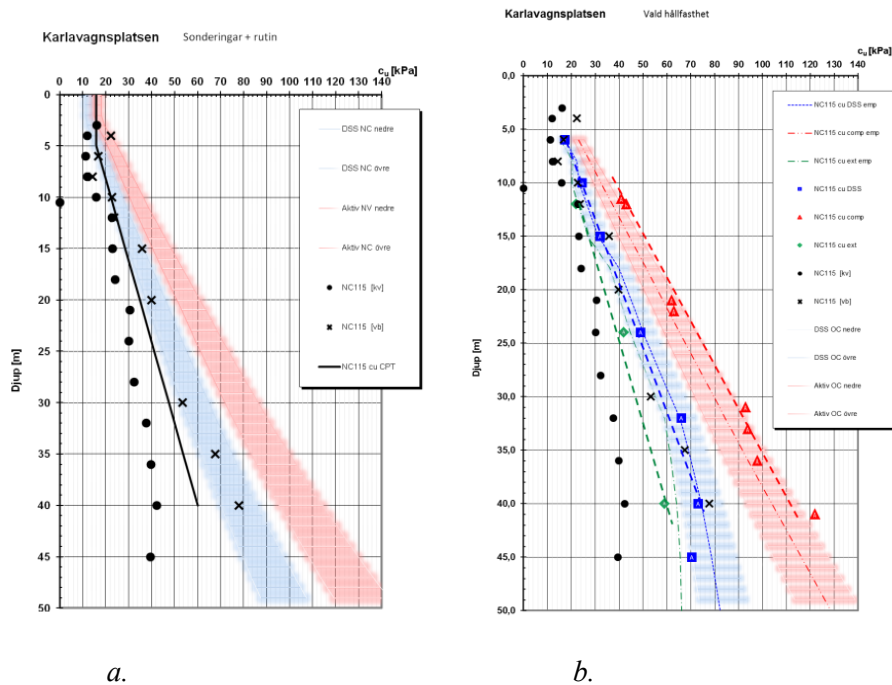 Karlavagnsplatsen Sonderingar + rutin
c u [kPa]
0 10 20 30 40 50 60 70 80 90 100 110 120 130 140
0
5
10
15
20
25
30
35
40
45
50
Djup [m]
DSS NC nedre
DSS NC övre
Aktiv NV nedre
Aktiv NC övre
NC115 [kv]
NC115 [vb]
NC115 cu CPT
a.
Karlavagnsplatsen Vald hållfasthet
c u [kPa]
0 10 20 30 40 50 60 70 80 90 100 110 120 130 140
0,0
5,0
10,0
15,0
20,0
25,0
30,0
35,0
40,0
45,0
50,0
Djup [m]
NC115 cu DSS emp
NC115 cu comp emp
NC115 cu ext emp
NC115 cu DSS
NC115 cu comp
NC115 cu ext
NC115 [kv]
NC115 [vb]
DSS OC nedre
DSS OC övre
Aktiv OC nedre
Aktiv OC övre
b.